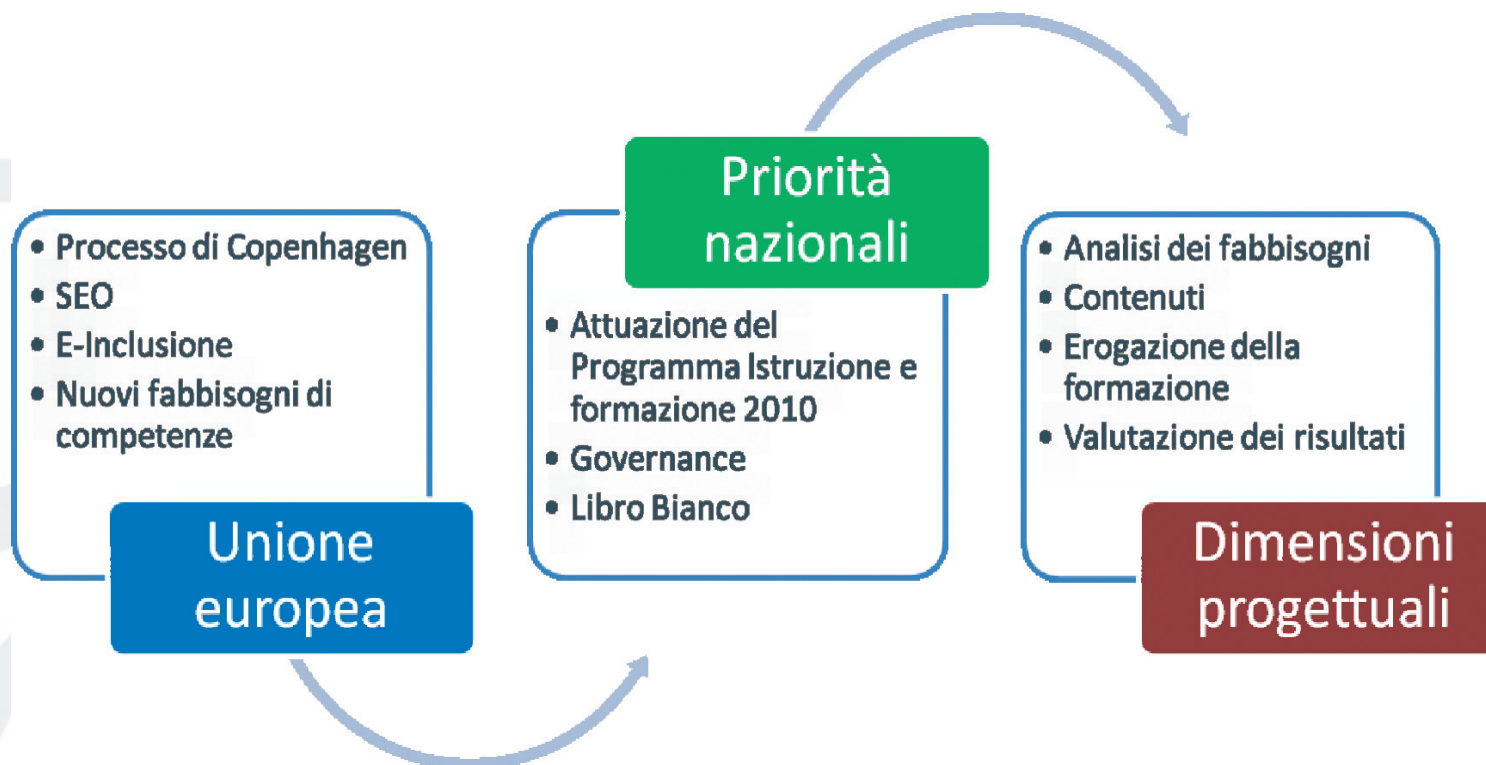 • Processo di Copenhagen
• SEO
• E-Inclusione
• Nuovi fabbisogni di
competenze
Unione
europea
Priorità
nazionali
• Attuazione del
Programma Istruzione e
formazione 2010
• Governance
• Libro Bianco
• Analisi dei fabbisogni
• Contenuti
• Erogazione della
formazione
• Valutazione dei risultati
Dimensioni
progettuali